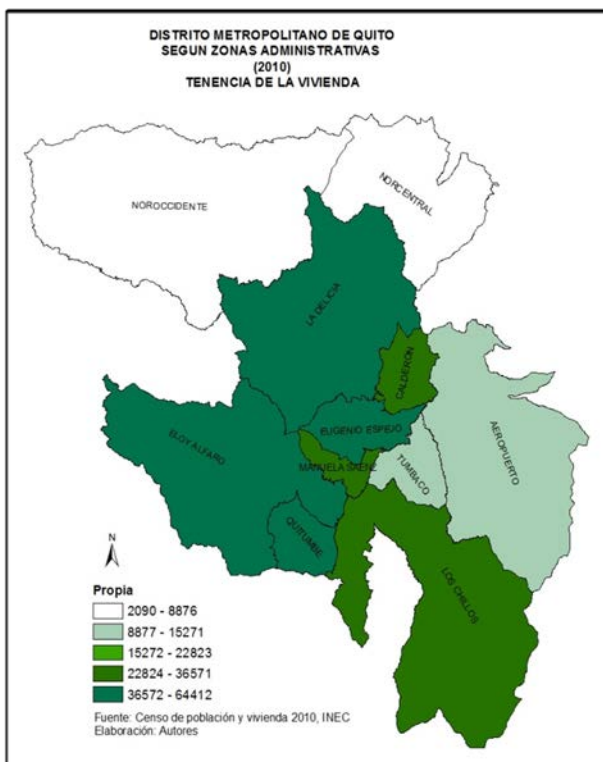 DISTRITO METROPOLITANO DE QUITO
SEGUN ZONAS ADMINISTRATIVAS
(2010)
TENENCIA DE LA VIVIENDA
NOROCCIDENTE
NORCENTRAL
LA DELICIA
CALDERON
EUGENIO ESPEJO
ELOY ALFARO
MANUELA SAENZ
TUMBACO
AEROPUERTO
QUITUMBE
LOS CHILLOS
N
Propia
2090 - 8876
8877 - 15271
15272 - 22823
22824 - 36571
36572 - 64412
Fuente: Censo de población y vivienda 2010, INEC
Elaboración: Autores